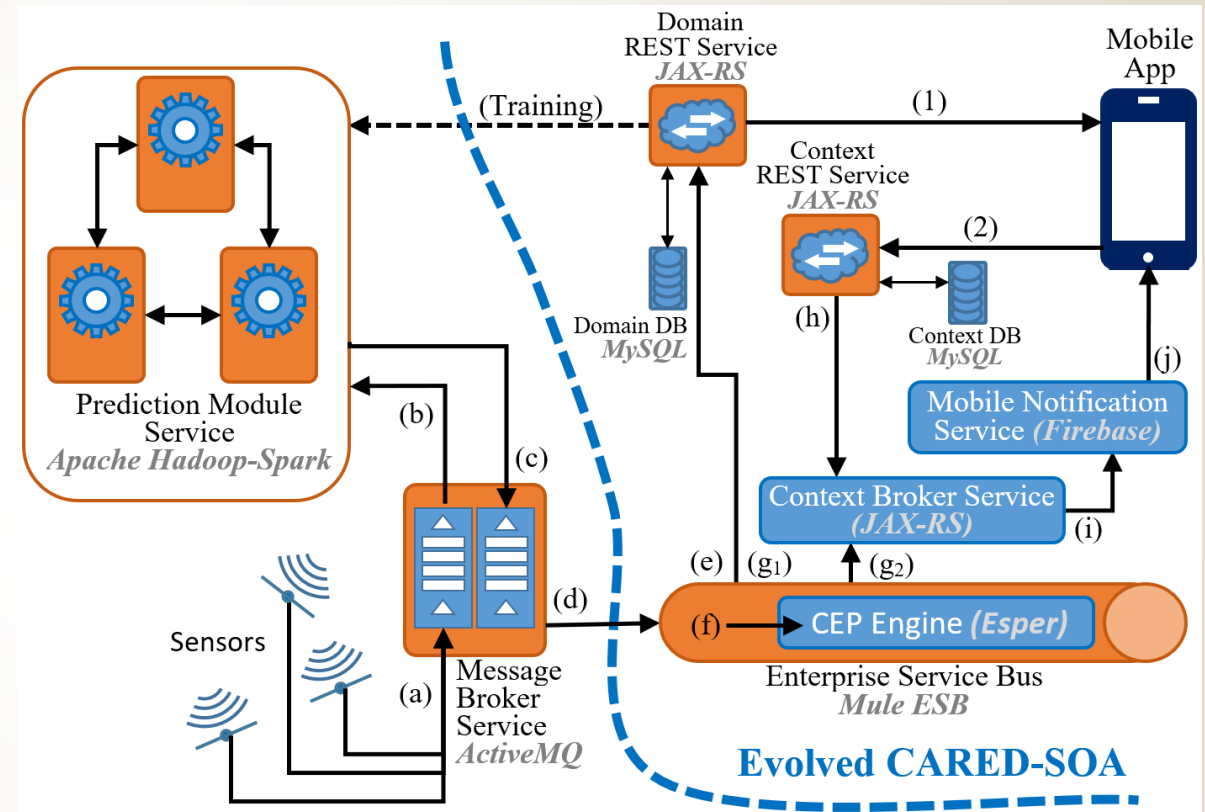 Domain
REST Service
JAX-RS
Mobile
App
(Training)
(1)
Context
REST Service
JAX-RS
(2)
Domain DB
MySQL
(h)
Context DB
MySQL
(j)
Prediction Module
Service
Apache Hadoop-Spark
(b)
(c)
Mobile Notification
Service (Firebase)
Context Broker Service
(JAX-RS)
(i)
(e)
(g1)
(g2)
(d)
(f)
CEP Engine (Esper)
Sensors
(a)
Message
Broker
Service
ActiveMQ
Enterprise Service Bus
Mule ESB
Evolved CARED-SOA